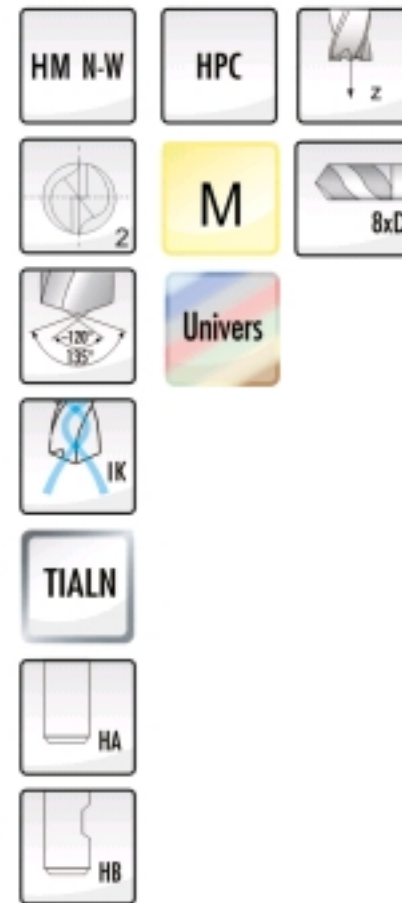 HM N-W
HPC
z
2
M
8xD
120°
135°
Univers
IK
TIALN
HA
HB